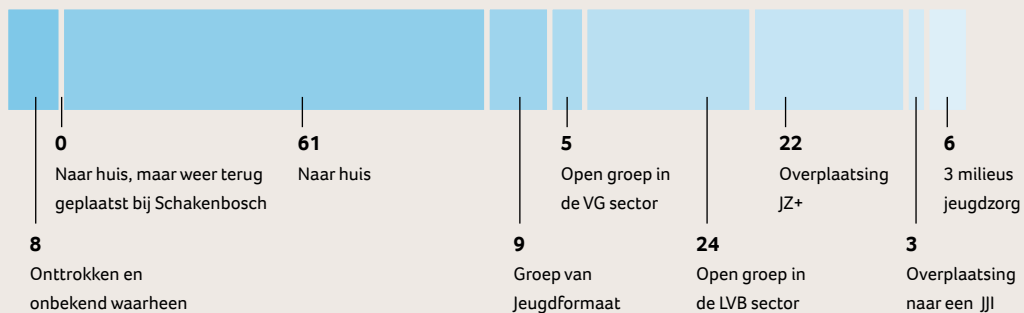 0
Naar huis, maar weer terug
geplaatst bij Schakenbosch
61
Naar huis
5
Open groep in
de VG sector
22
Overplaatsing
JZ+
6
3 milieus
jeugdzorg
8
Onttrokken en
onbekend waarheen
9
Groep van
Jeugdformaat
24
Open groep in
de LVB sector
3
Overplaatsing
naar een JJI